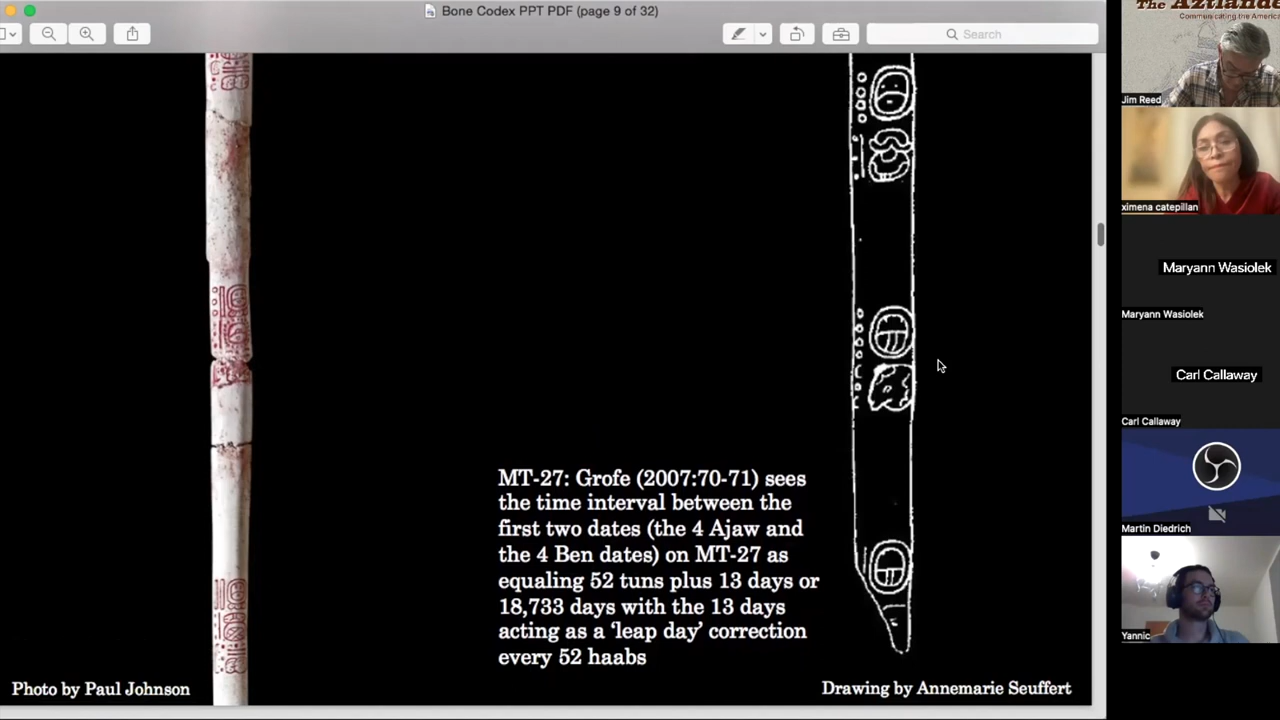 Bone Codex PPT PDF (page 9 of 32)
Search
MT-27: Grofe (2007:70-71) sees
the time interval between the
first two dates (the 4 Ajaw and
the 4 Ben dates) on MT-27 as
equaling 52 tuns plus 13 days or
18,733 days with the 13 days
acting as a ‘leap day’ correction
every 52 haabs
Photo by Paul Johnson
Drawing by Annemarie Seuffert
The
Jim Reed
ximena catepillan
Maryann Wasiolek
Maryann Wasiolek
Carl Callaway
Carl Callaway
Martin Diedrich
Yannic